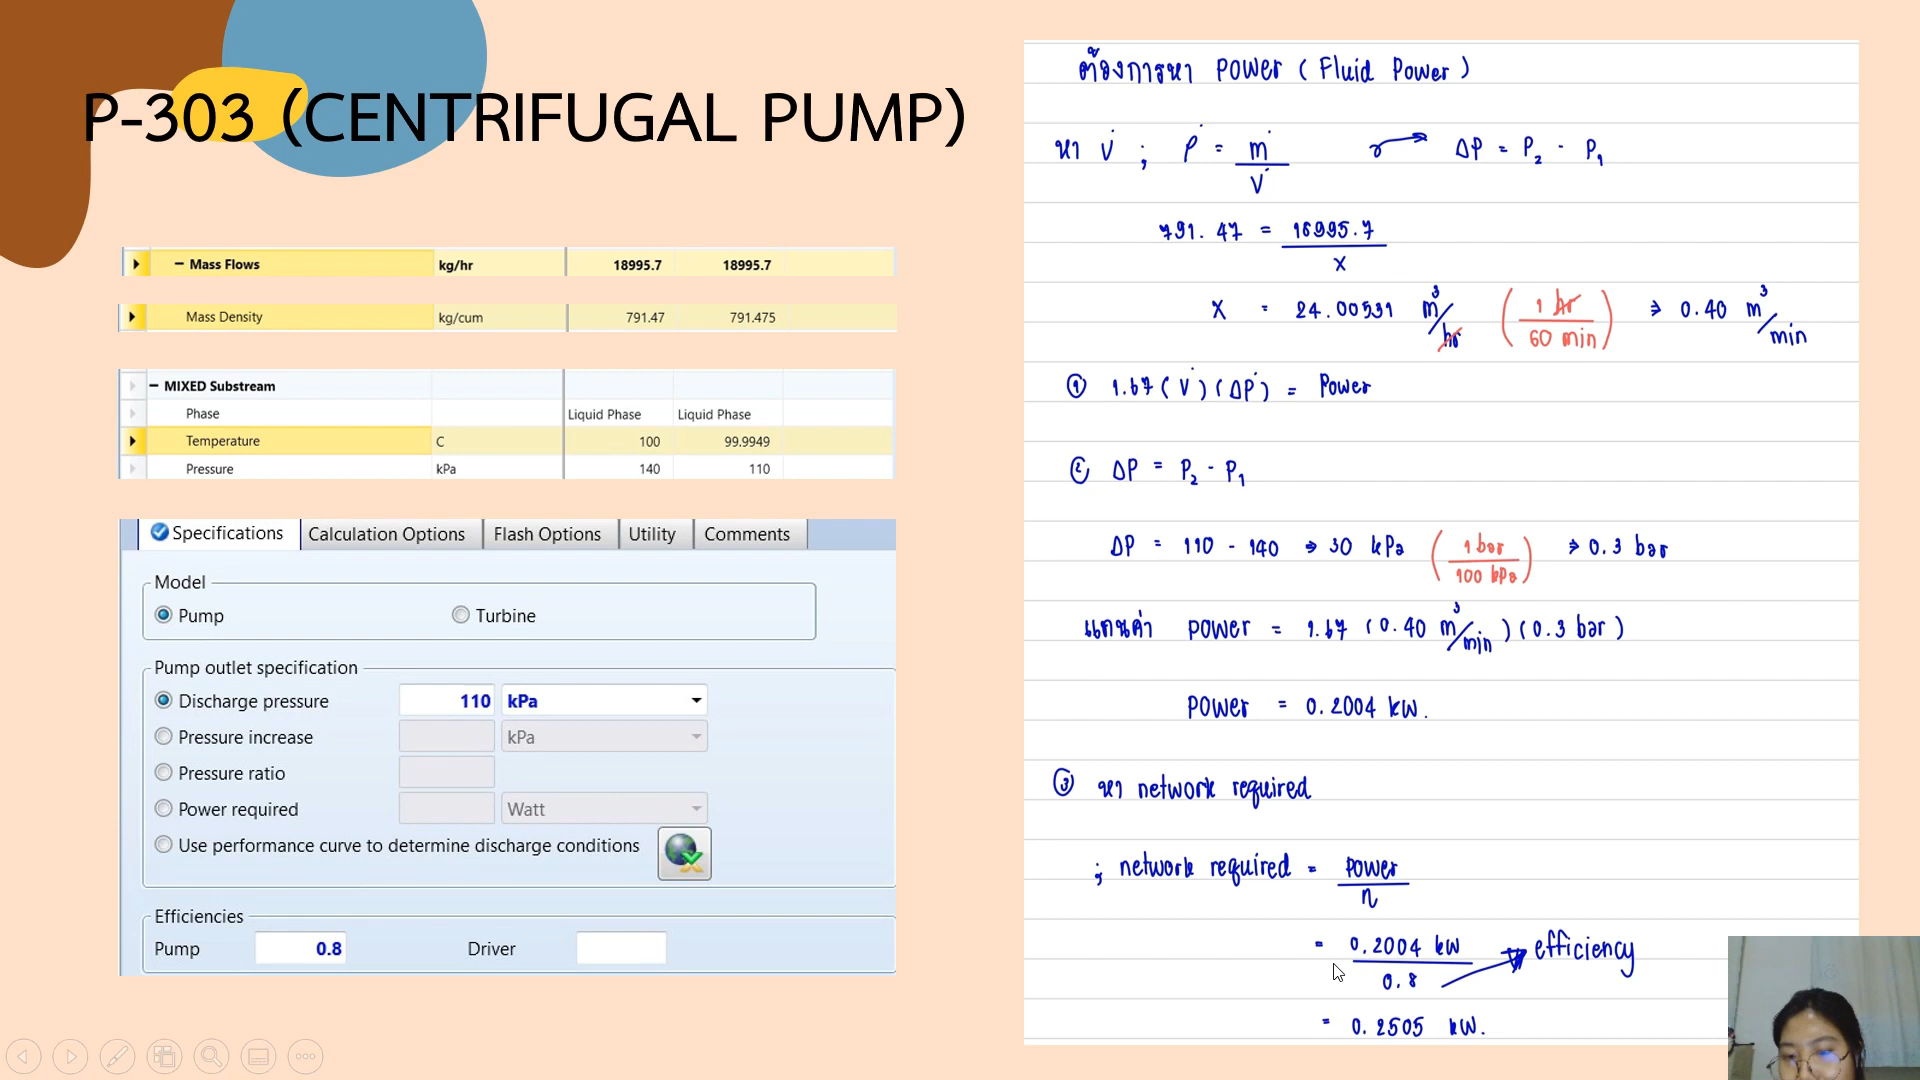 P-303 (CENTRIFUGAL PUMP)
Mass Flows kg/hr 18995.7 18995.7
Mass Density kg/cum 791.47 791.475
MIXED Substream
Phase Liquid Phase Liquid Phase
Temperature C 100 99.9949
Pressure kPa 140 110
Specifications Calculation Options Flash Options Utility Comments
Model
Pump Turbine
Pump outlet specification
Discharge pressure 110 kPa
Pressure increase kPa
Pressure ratio
Power required Watt
Use performance curve to determine discharge conditions
Efficiencies
Pump 0.8 Driver
ต้องการหา Power (Fluid Power)
หา V̇ ; ρ̇ = ṁ / V̇ → ΔP = P₂ - P₁
791.47 = 18995.7 / x
x = 24.00531 m³/hr (1 hr / 60 min) ⇒ 0.40 m³/min
① 1.67 (V̇)(ΔṖ) = Power
② ΔP = P₂ - P₁
ΔP = 110 - 140 ⇒ 30 kPa (1 bar / 100 kPa) ⇒ 0.3 bar
แทนค่า Power = 1.67 (0.40 m³/min)(0.3 bar)
Power = 0.2004 kW.
③ หา network required
; network required = Power / η
= 0.2004 kW / 0.8 → efficiency
= 0.2505 kW.